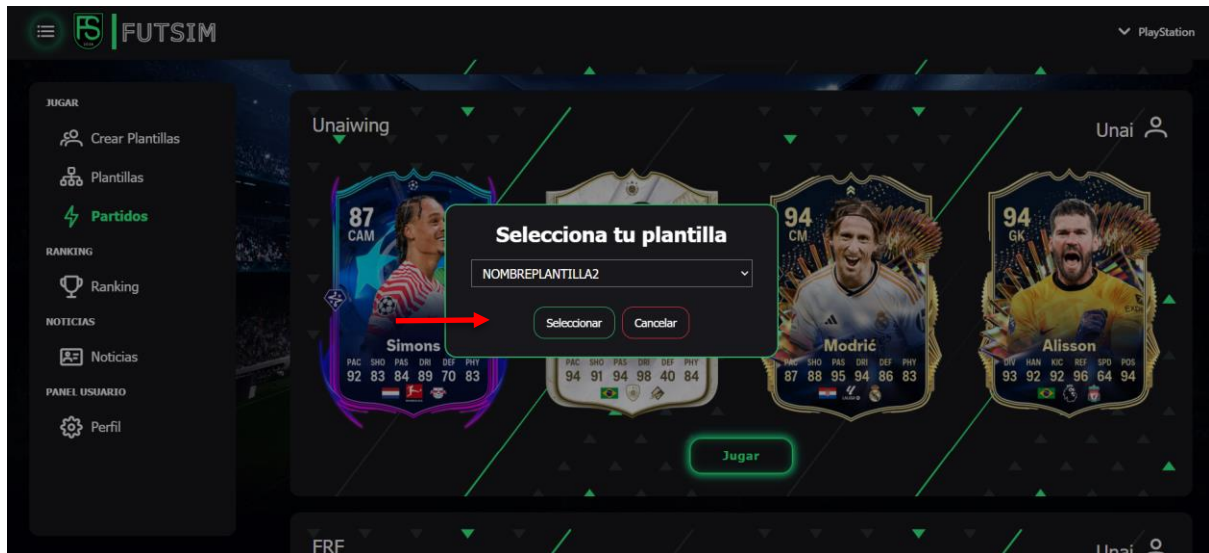 FS
FUTSIM
PlayStation
JUGAR
Crear Plantillas
Plantillas
Partidos
RANKING
Ranking
NOTICIAS
Noticias
PANEL USUARIO
Perfil
Unaiwing
Unai
87
CAM
Simons
PAC SHO PAS DRI DEF PHY
92 83 84 89 70 83
PAC SHO PAS DRI DEF PHY
94 91 94 98 40 84
94
CM
Modrić
PAC SHO PAS DRI DEF PHY
87 88 95 94 86 83
94
GK
Alisson
DIV HAN KIC REF SPD POS
93 92 92 96 64 94
Selecciona tu plantilla
NOMBREPLANTILLA2
Seleccionar
Cancelar
Jugar
FRF
Unai